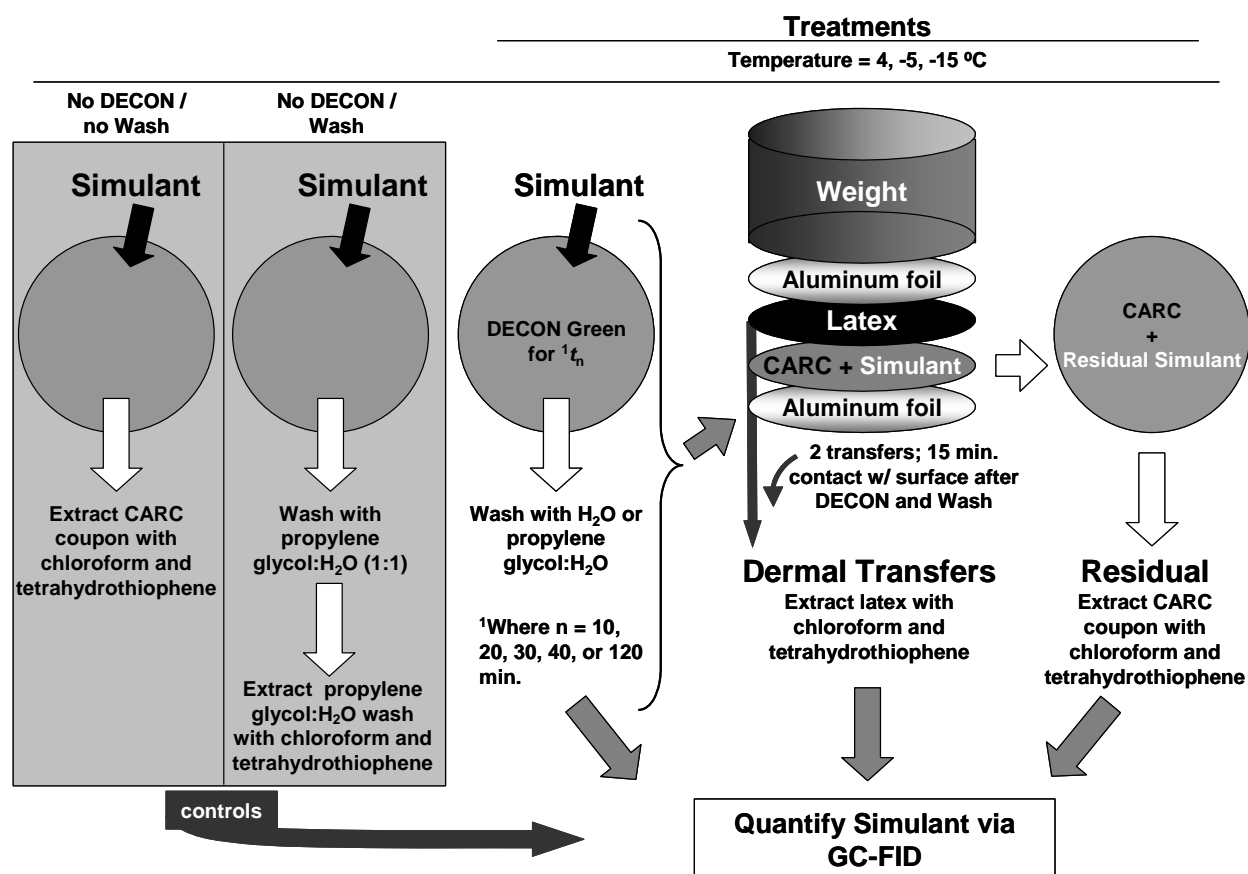 Treatments
Temperature = 4, -5, -15 ⁰C
No DECON /
no Wash
Simulant
Extract CARC
coupon with
chloroform and
tetrahydrothiophene
No DECON /
Wash
Simulant
Wash with
propylene
glycol:H₂O (1:1)
Extract propylene
glycol:H₂O wash
with chloroform and
tetrahydrothiophene
controls
Simulant
DECON Green
for ¹tₙ
Wash with H₂O or
propylene
glycol:H₂O
¹Where n = 10,
20, 30, 40, or 120
min.
Weight
Aluminum foil
Latex
CARC + Simulant
Aluminum foil
2 transfers; 15 min.
contact w/ surface after
DECON and Wash
Dermal Transfers
Extract latex with
chloroform and
tetrahydrothiophene
CARC
+
Residual Simulant
Residual
Extract CARC
coupon with
chloroform and
tetrahydrothiophene
Quantify Simulant via
GC-FID